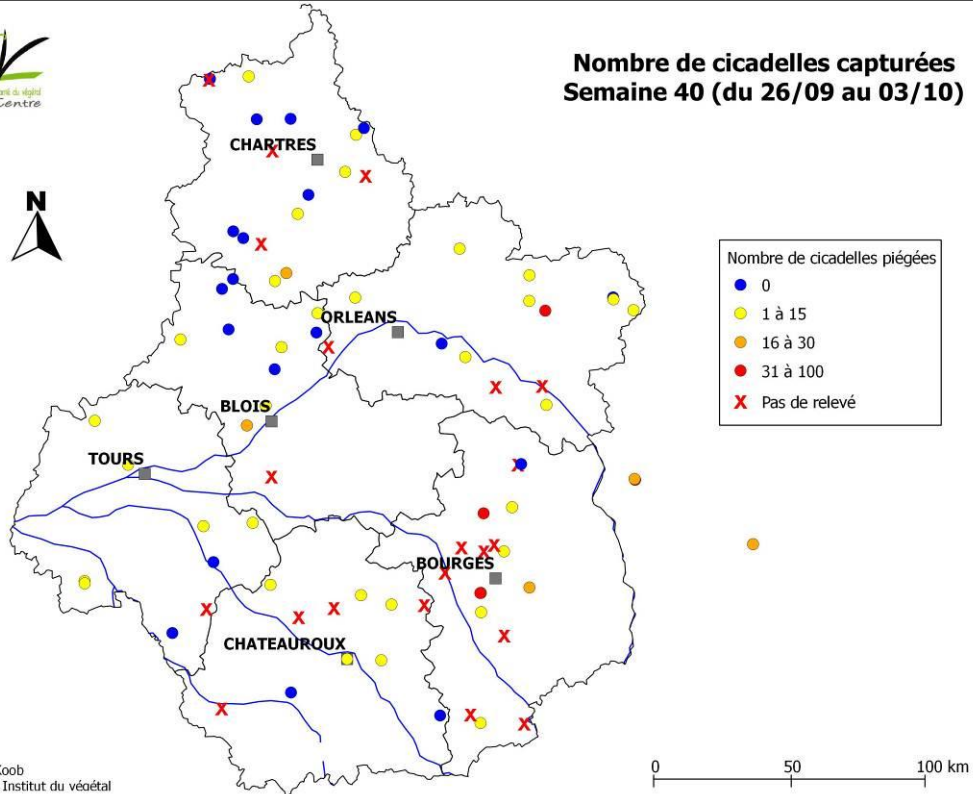 Nombre de cicadelles capturées
Semaine 40 (du 26/09 au 03/10)
Centre
N
CHARTRES
ORLEANS
BLOIS
TOURS
BOURGES
CHATEAUROUX
Nombre de cicadelles piégées
0
1 à 15
16 à 30
31 à 100
X Pas de relevé
Institut du végétal
0 50 100 km